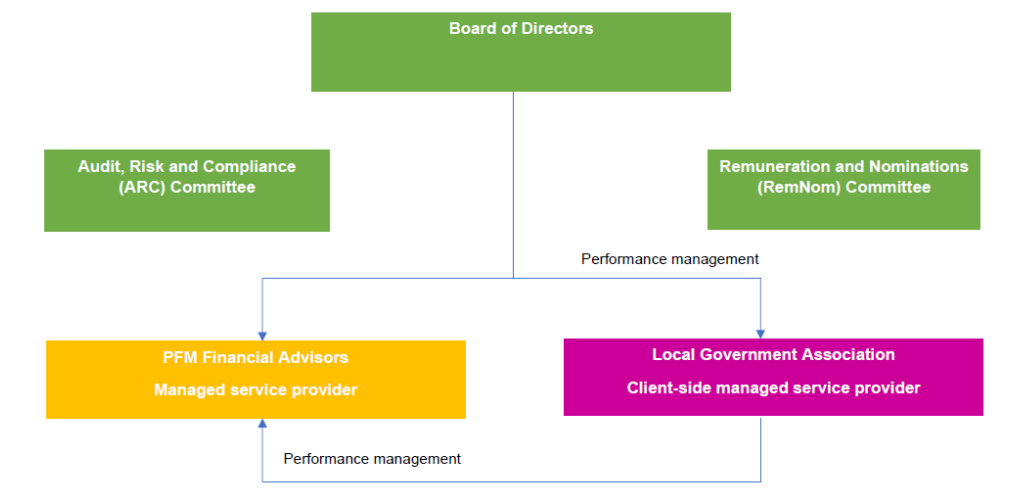 Board of Directors
Audit, Risk and Compliance
(ARC) Committee
Remuneration and Nominations
(RemNom) Committee
Performance management
PFM Financial Advisors
Managed service provider
Local Government Association
Client-side managed service provider
Performance management